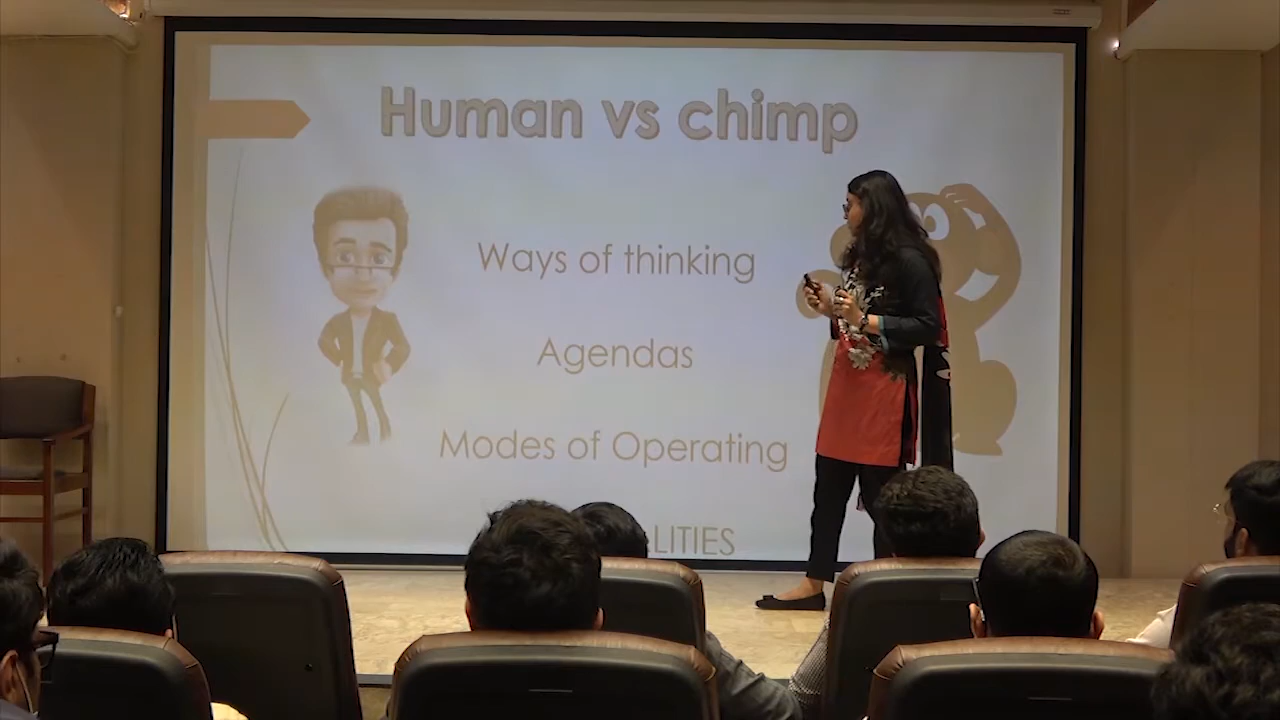 Human vs chimp
Ways of thinking
Agendas
Modes of Operating